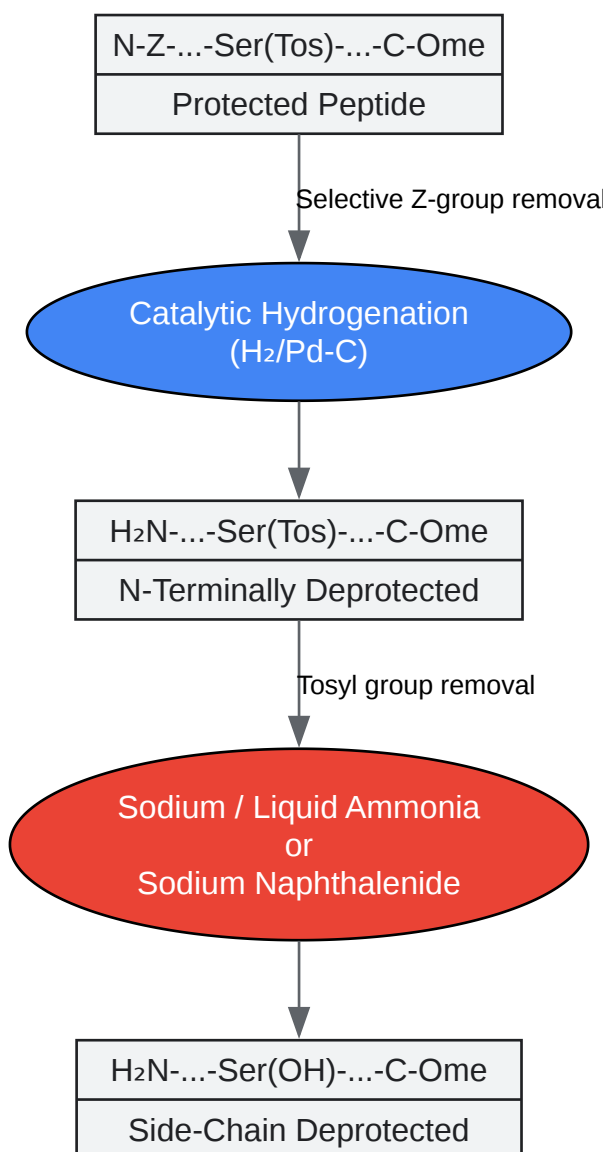 N-Z-...-Ser(Tos)-...-C-Ome
Protected Peptide
Selective Z-group removal
Catalytic Hydrogenation
(H₂/Pd-C)
H₂N-...-Ser(Tos)-...-C-Ome
N-Terminally Deprotected
Tosyl group removal
Sodium / Liquid Ammonia
or
Sodium Naphthalenide
H₂N-...-Ser(OH)-...-C-Ome
Side-Chain Deprotected